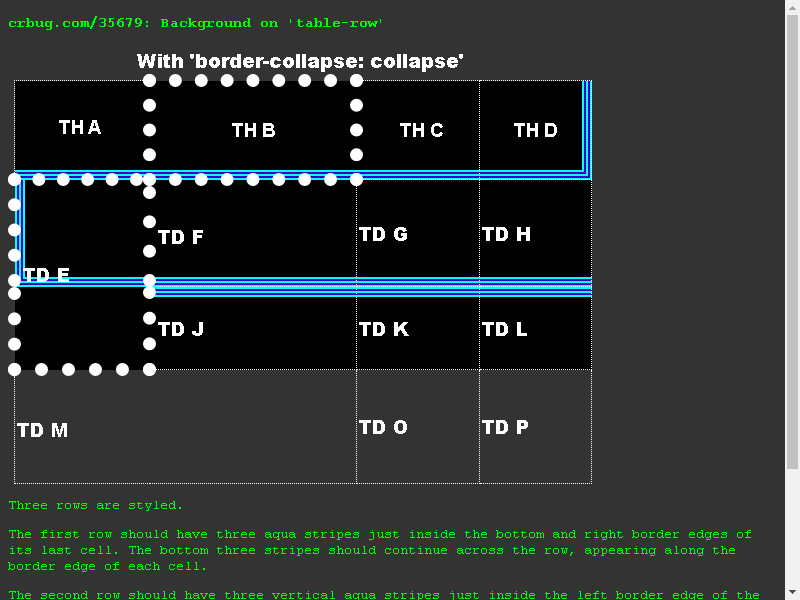 crbug.com/35679: Background on 'table-row'
With 'border-collapse: collapse'
TH A TH B TH C TH D
TD E TD F TD G TD H
TD J TD K TD L
TD M TD O TD P
Three rows are styled.
The first row should have three aqua stripes just inside the bottom and right border edges of
its last cell. The bottom three stripes should continue across the row, appearing along the
border edge of each cell.
The second row should have three vertical aqua stripes just inside the left border edge of the